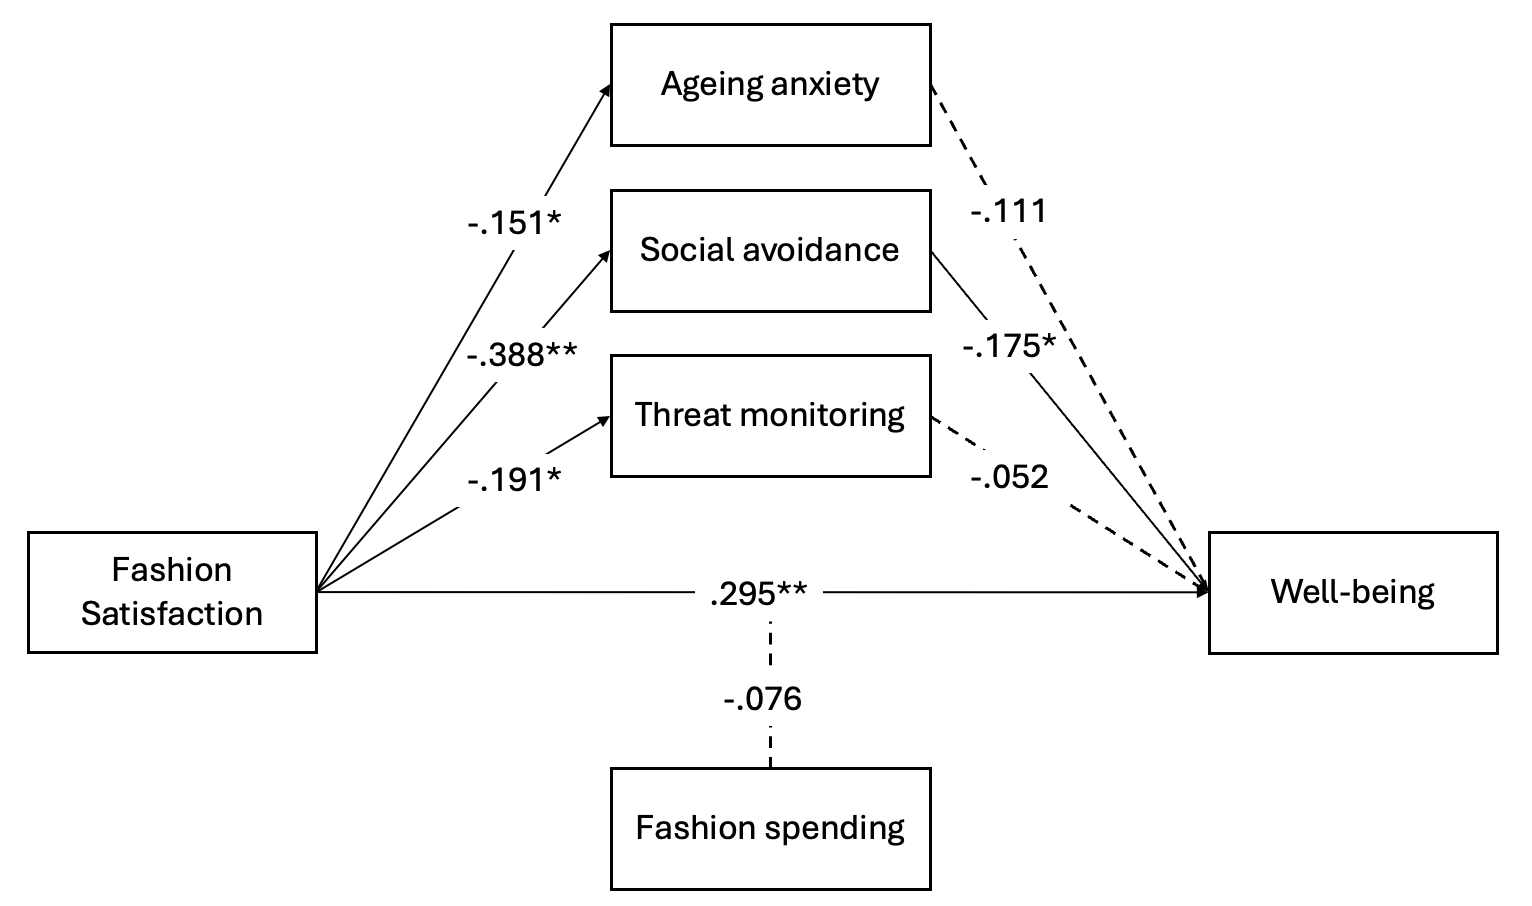 Ageing anxiety
-.151*
-.111
Social avoidance
-.388**
-.175*
Threat monitoring
-.191*
-.052
Fashion
Satisfaction
.295**
Well-being
-.076
Fashion spending